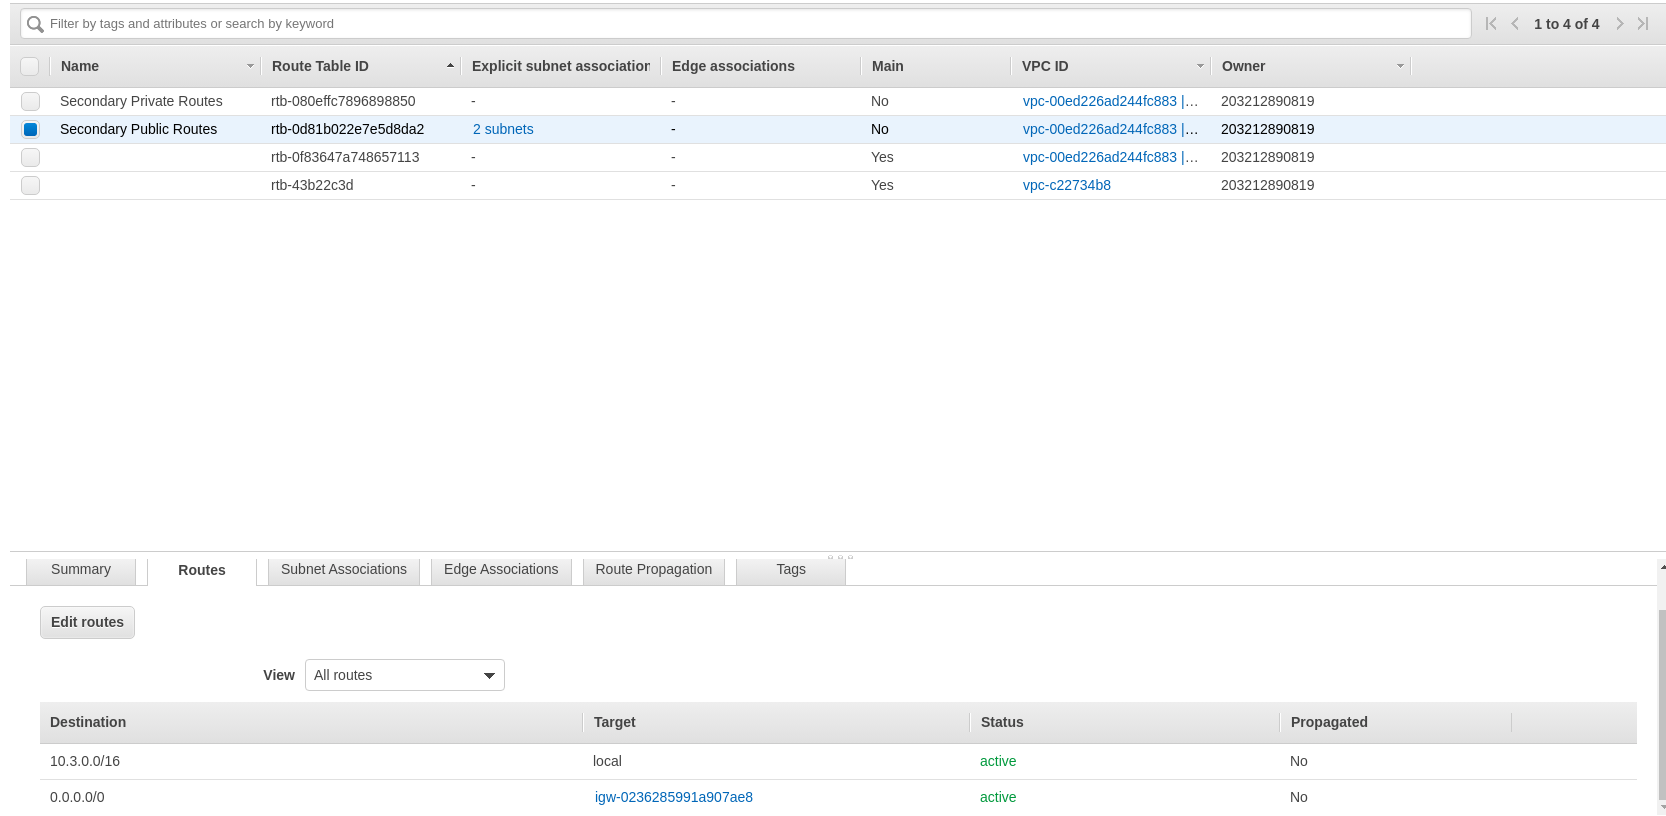 Filter by tags and attributes or search by keyword 1 to 4 of 4
Name Route Table ID Explicit subnet association Edge associations Main VPC ID Owner
Secondary Private Routes rtb-080effc7896898850 - - No vpc-00ed226ad244fc883 |… 203212890819
Secondary Public Routes rtb-0d81b022e7e5d8da2 2 subnets - No vpc-00ed226ad244fc883 |… 203212890819
rtb-0f83647a748657113 - - Yes vpc-00ed226ad244fc883 |… 203212890819
rtb-43b22c3d - - Yes vpc-c22734b8 203212890819
Summary Routes Subnet Associations Edge Associations Route Propagation Tags
Edit routes
View All routes
Destination Target Status Propagated
10.3.0.0/16 local active No
0.0.0.0/0 igw-0236285991a907ae8 active No